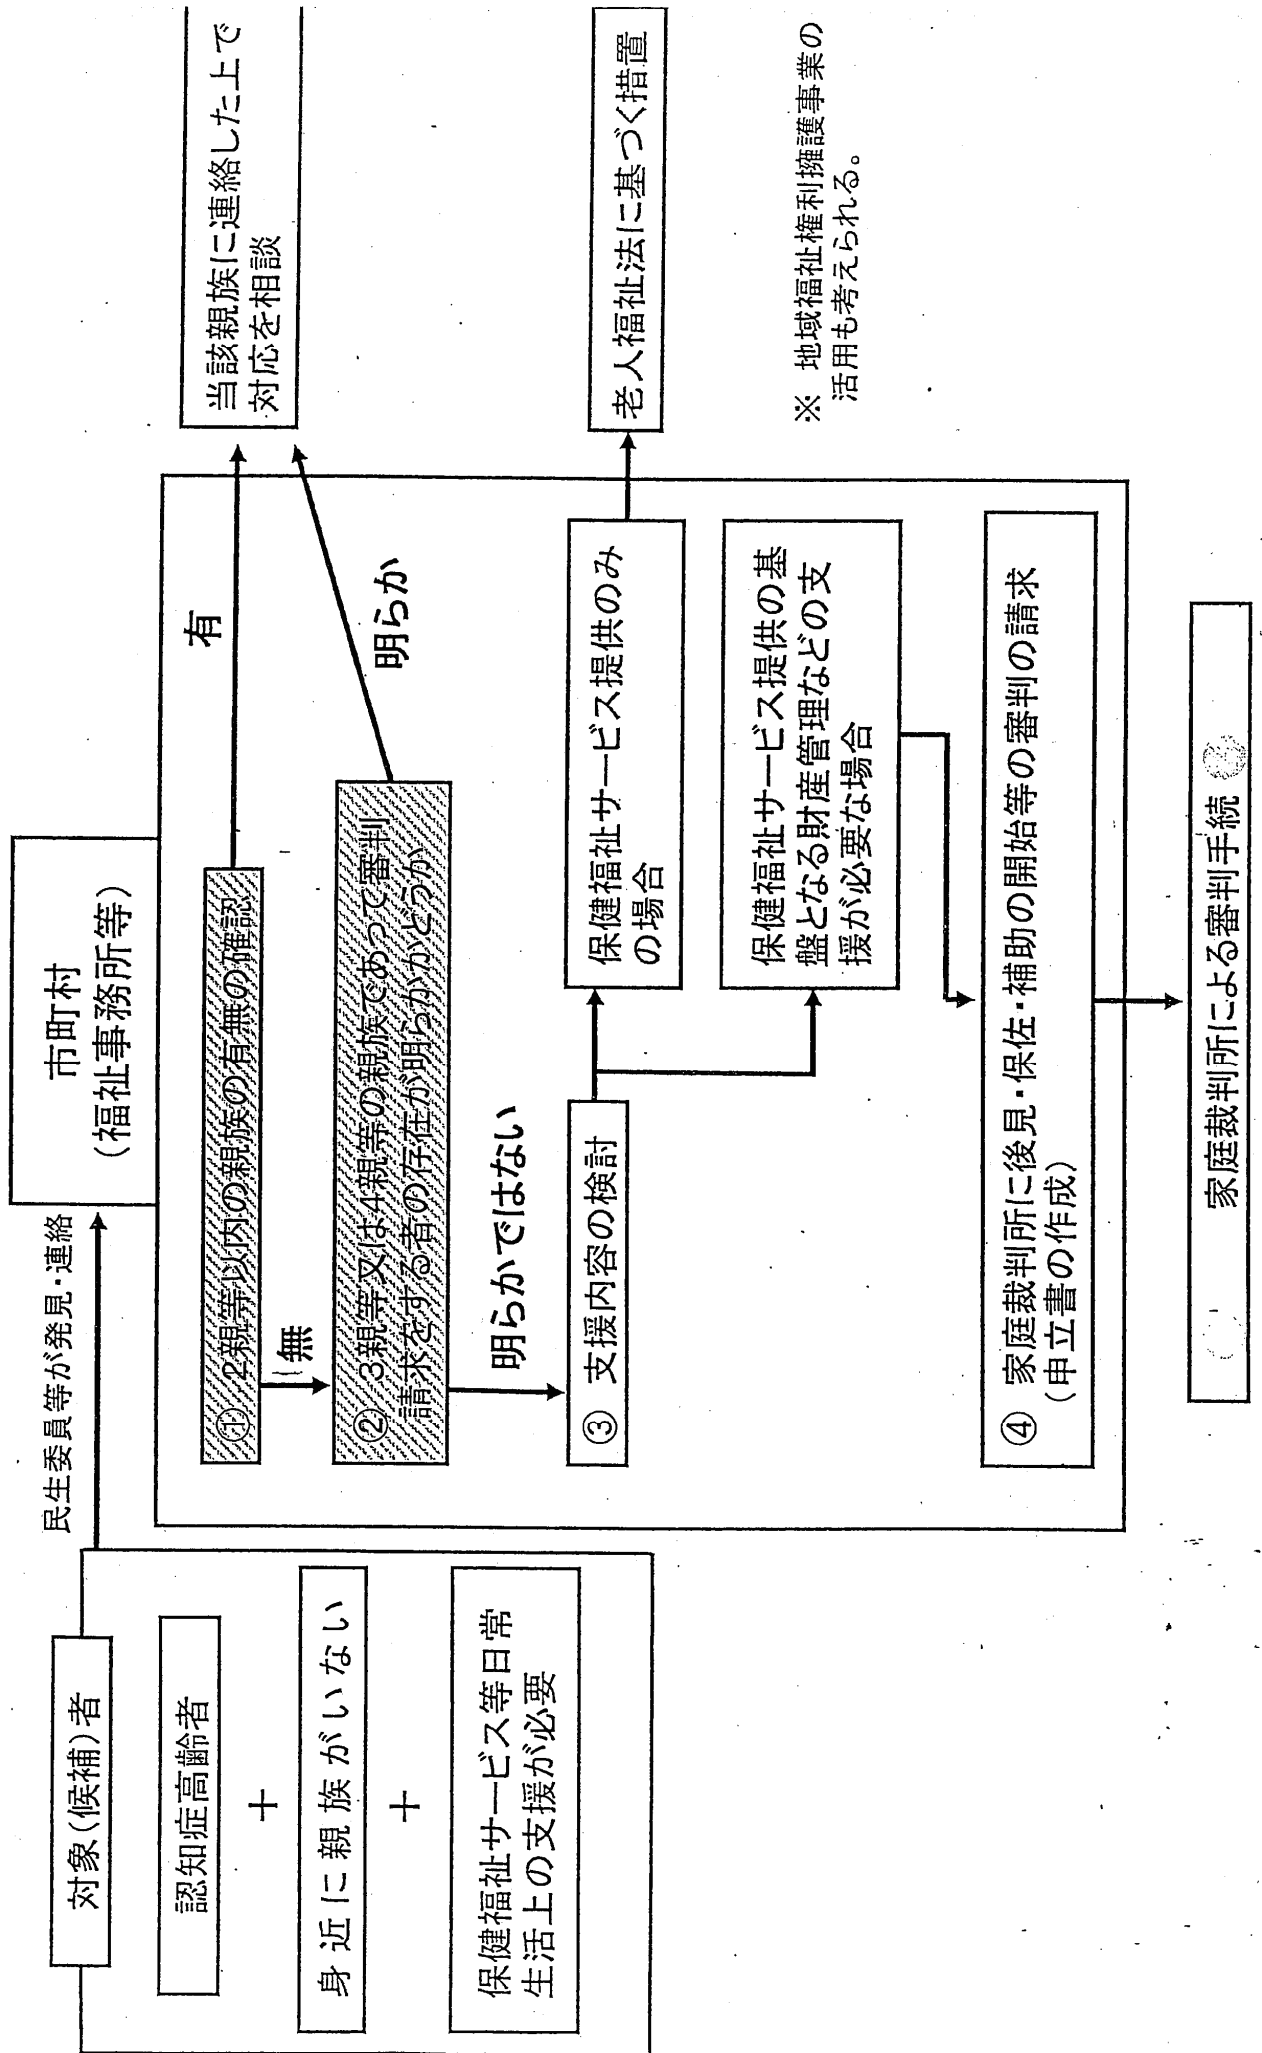 対象(候補)者
認知症高齢者
＋
身近に親族がいない
＋
保健福祉サービス等日常
生活上の支援が必要
民生委員等が発見・連絡
市町村
(福祉事務所等)
① 2親等以内の親族の有無の確認
有
無
② 3親等又は4親等の親族であって審判
請求をする者の存在が明らかかどうか
明らか
明らかではない
当該親族に連絡した上で
対応を相談
③ 支援内容の検討
保健福祉サービス提供のみ
の場合
老人福祉法に基づく措置
保健福祉サービス提供の基
盤となる財産管理などの支
援が必要な場合
※ 地域福祉権利擁護事業の
活用も考えられる。
④ 家庭裁判所に後見・保佐・補助の開始等の審判の請求
(申立書の作成)
家庭裁判所による審判手続